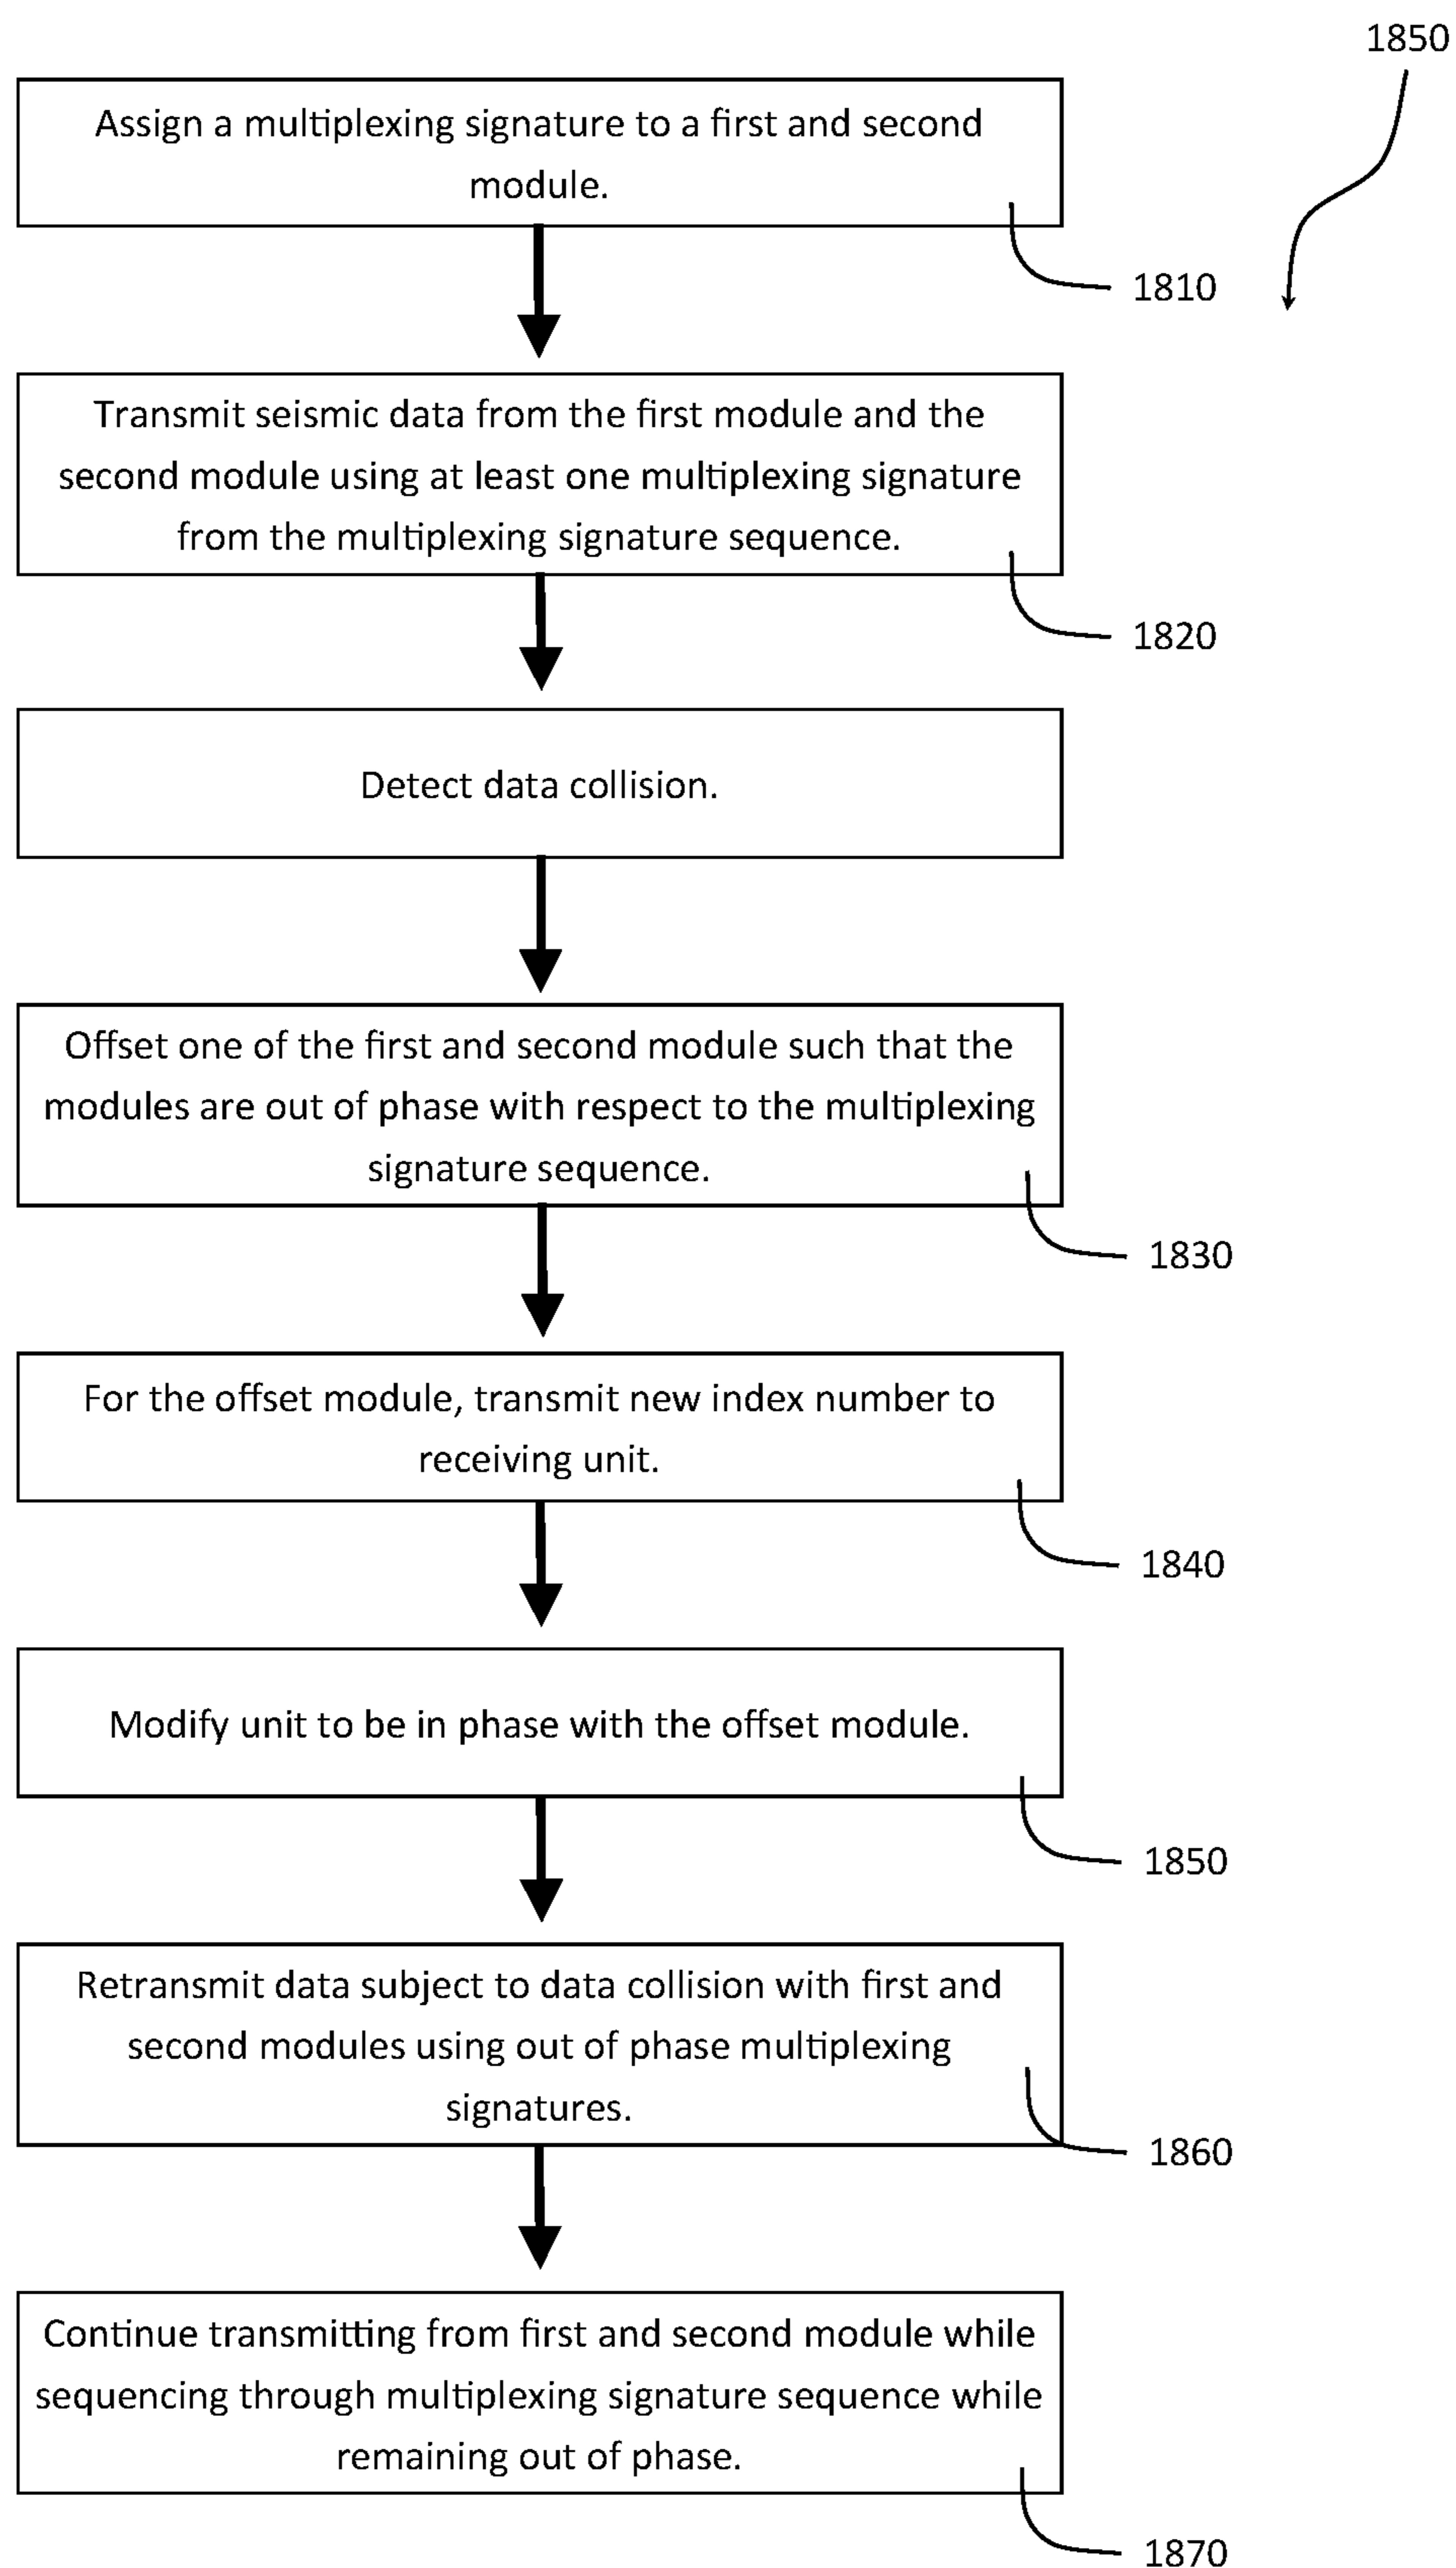 1850
Assign a multiplexing signature to a first and second
module.
1810
Transmit seismic data from the first module and the
second module using at least one multiplexing signature
from the multiplexing signature sequence.
1820
Detect data collision.
Offset one of the first and second module such that the
modules are out of phase with respect to the multiplexing
signature sequence.
1830
For the offset module, transmit new index number to
receiving unit.
1840
Modify unit to be in phase with the offset module.
1850
Retransmit data subject to data collision with first and
second modules using out of phase multiplexing
signatures.
1860
Continue transmitting from first and second module while
sequencing through multiplexing signature sequence while
remaining out of phase.
1870